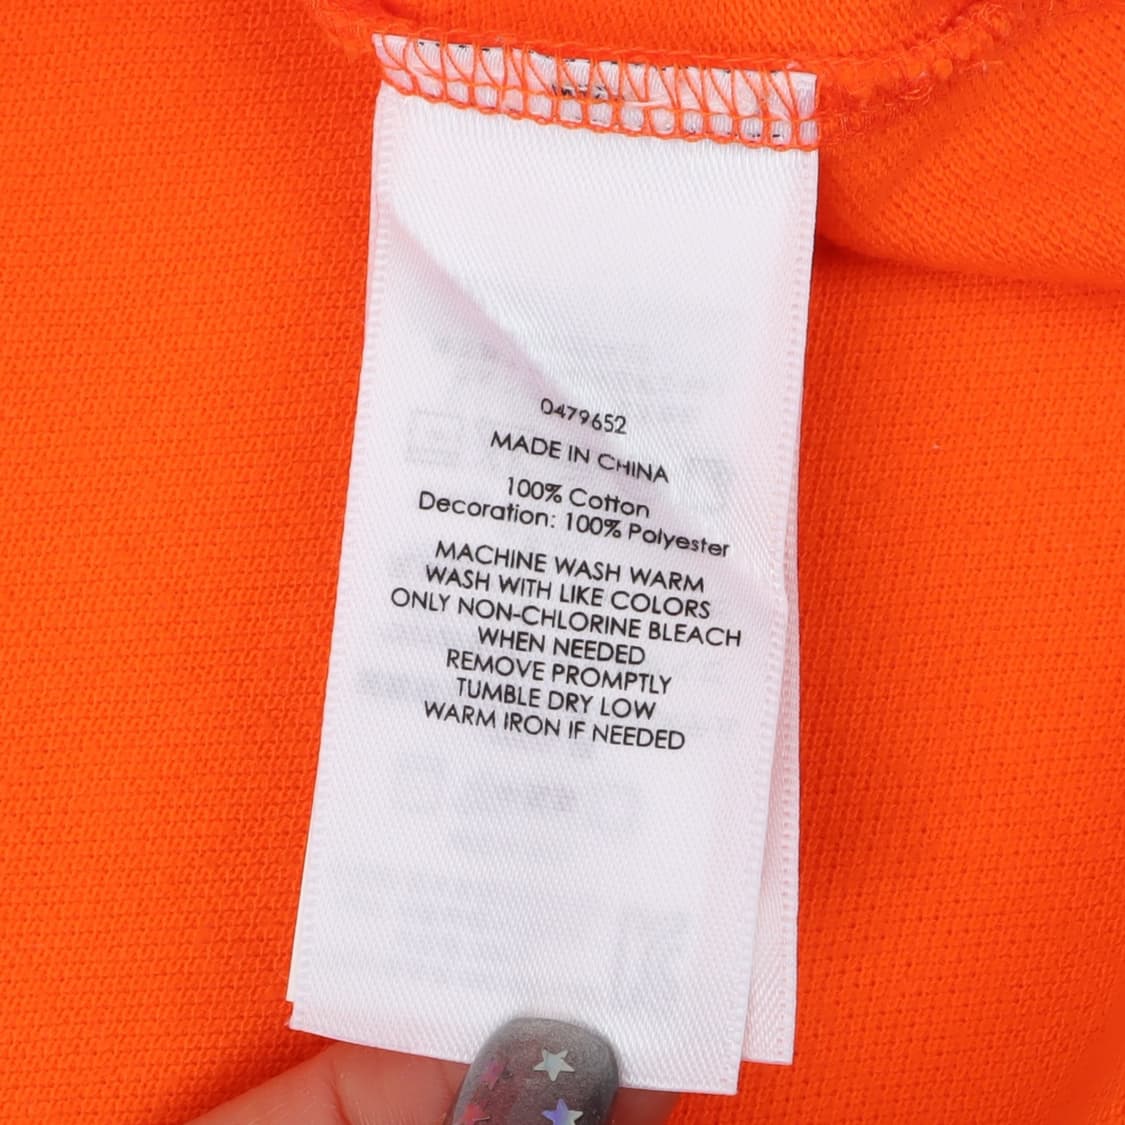 0479652
MADE IN CHINA
100% Cotton
Decoration: 100% Polyester
MACHINE WASH WARM
WASH WITH LIKE COLORS
ONLY NON-CHLORINE BLEACH
WHEN NEEDED
REMOVE PROMPTLY
TUMBLE DRY LOW
WARM IRON IF NEEDED